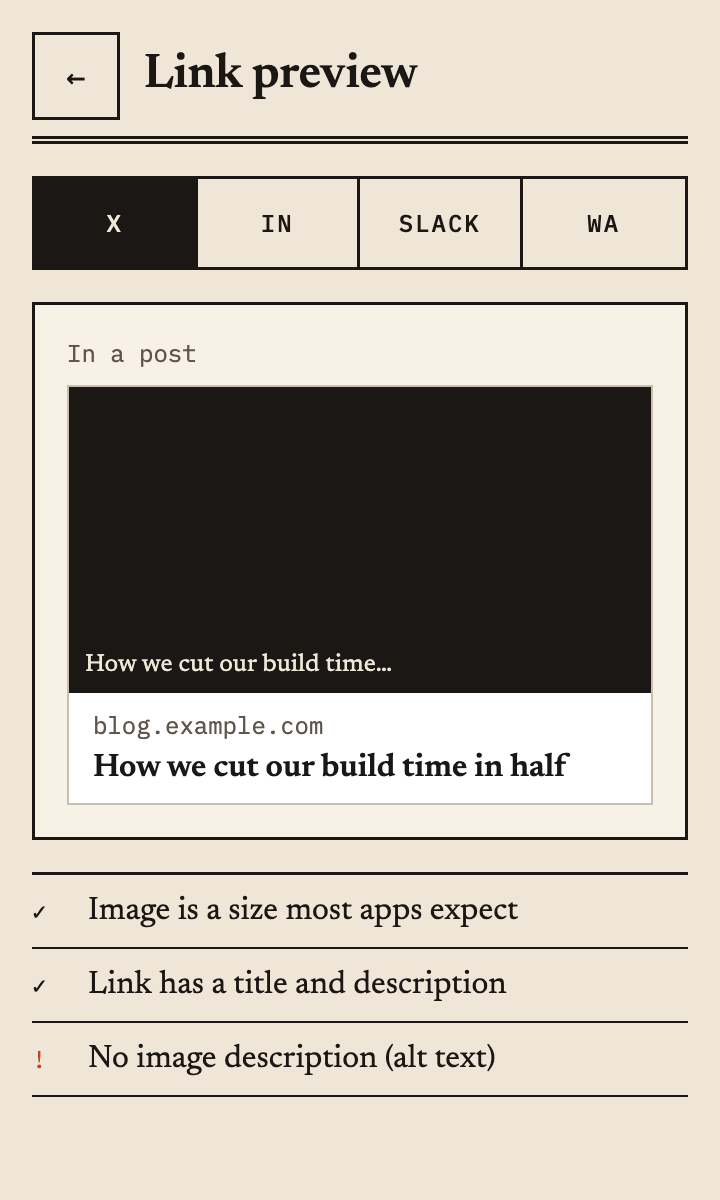 ← Link preview
X IN SLACK WA
In a post
How we cut our build time…
blog.example.com
How we cut our build time in half
✓ Image is a size most apps expect
✓ Link has a title and description
! No image description (alt text)